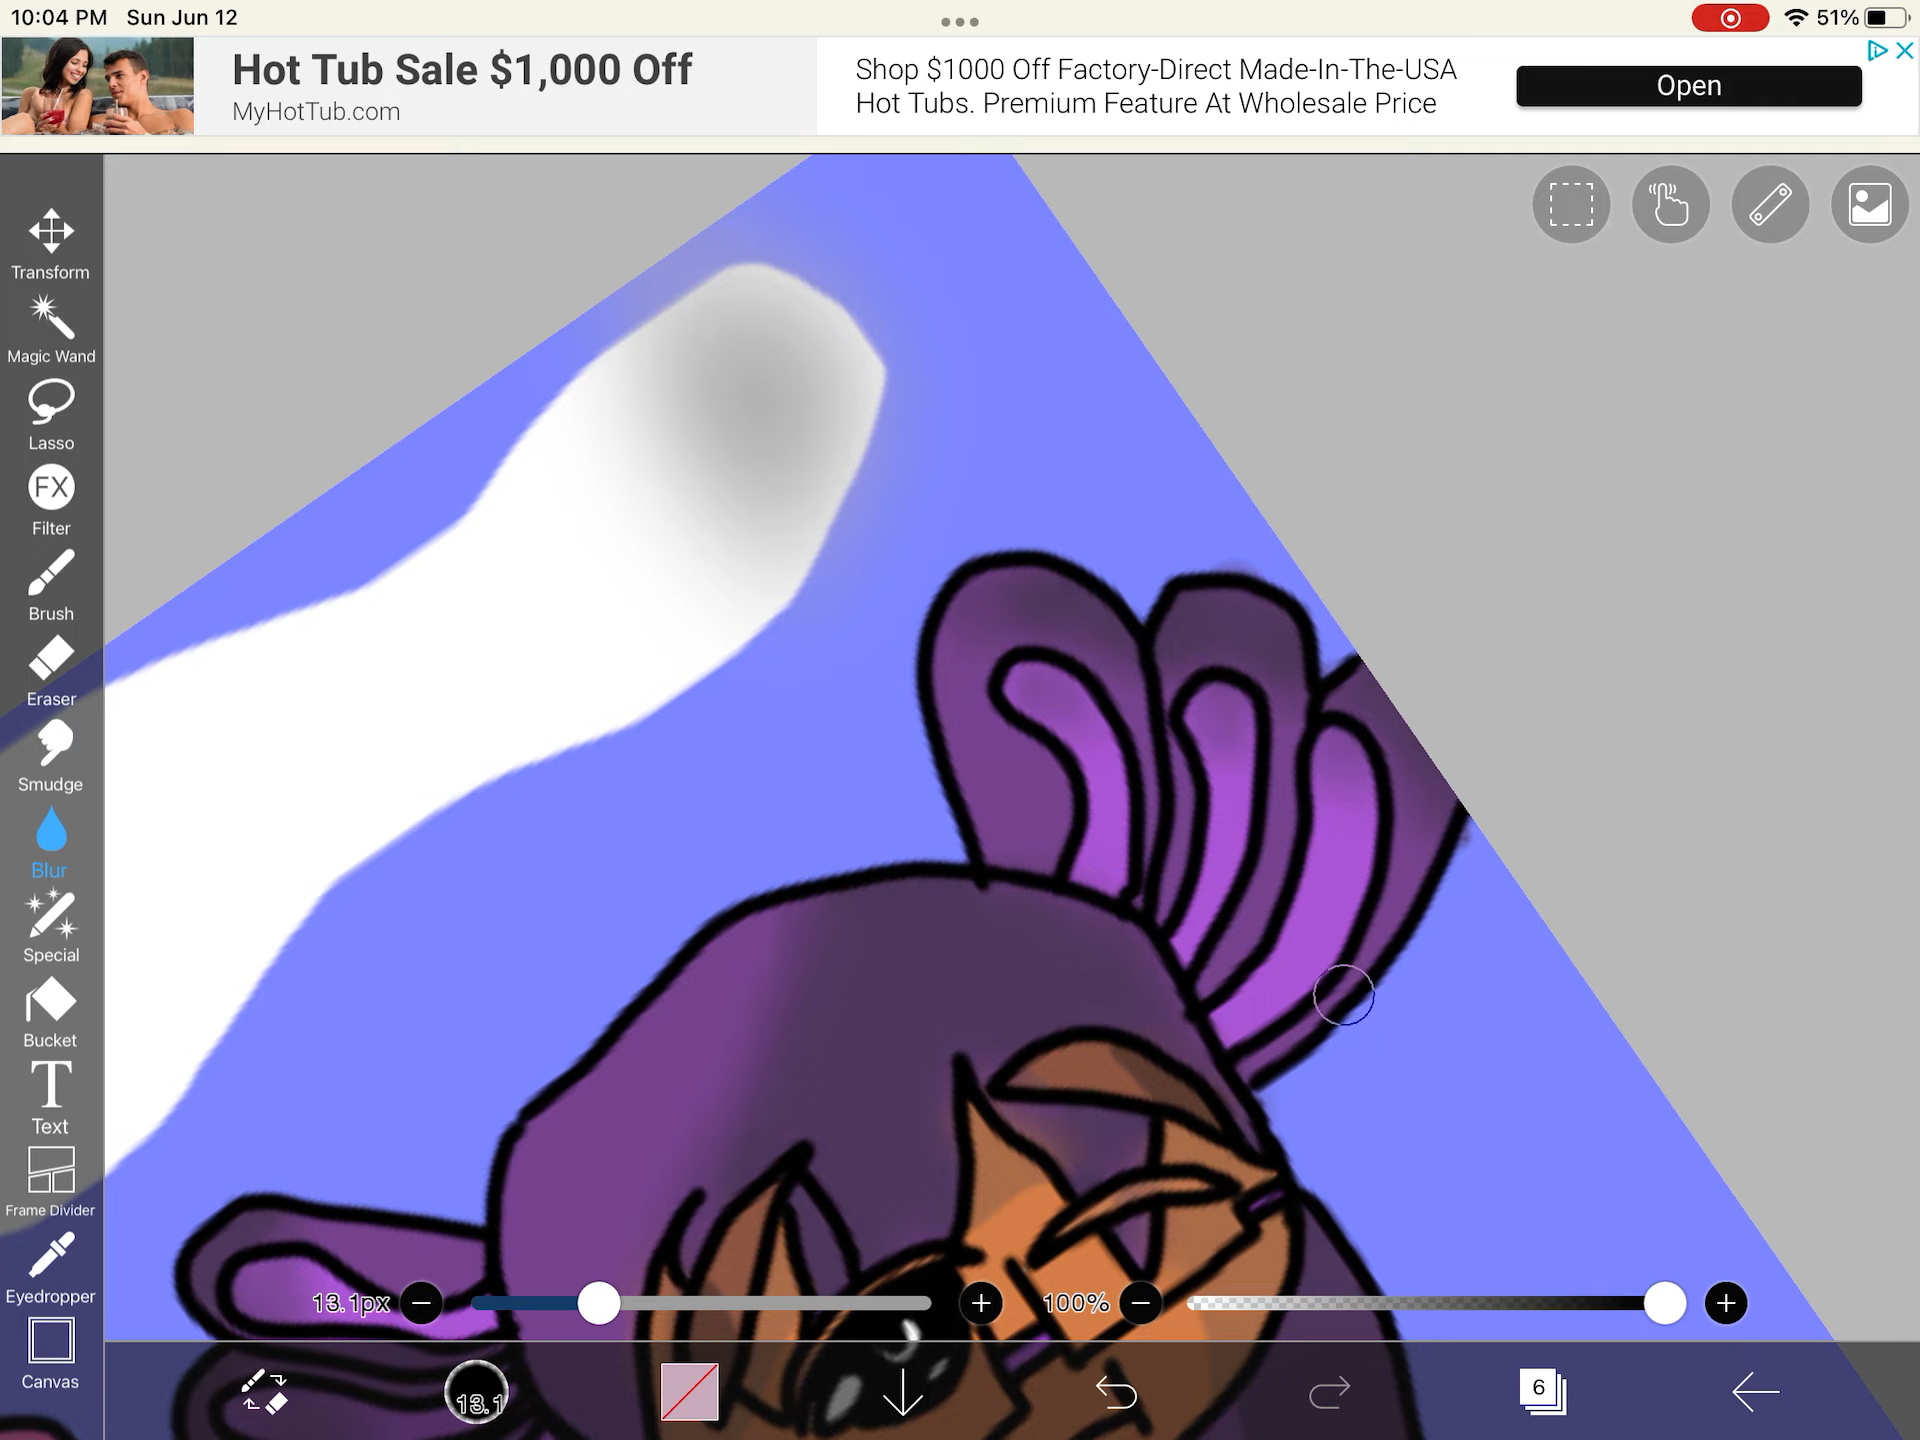 10:04 PM Sun Jun 12
51%
Hot Tub Sale $1,000 Off
MyHotTub.com
Shop $1000 Off Factory-Direct Made-In-The-USA
Hot Tubs. Premium Feature At Wholesale Price
Open
Transform
Magic Wand
Lasso
FX
Filter
Brush
Eraser
Smudge
Blur
Special
Bucket
T
Text
Frame Divider
Eyedropper
Canvas
13.1px
100%
13.1
6